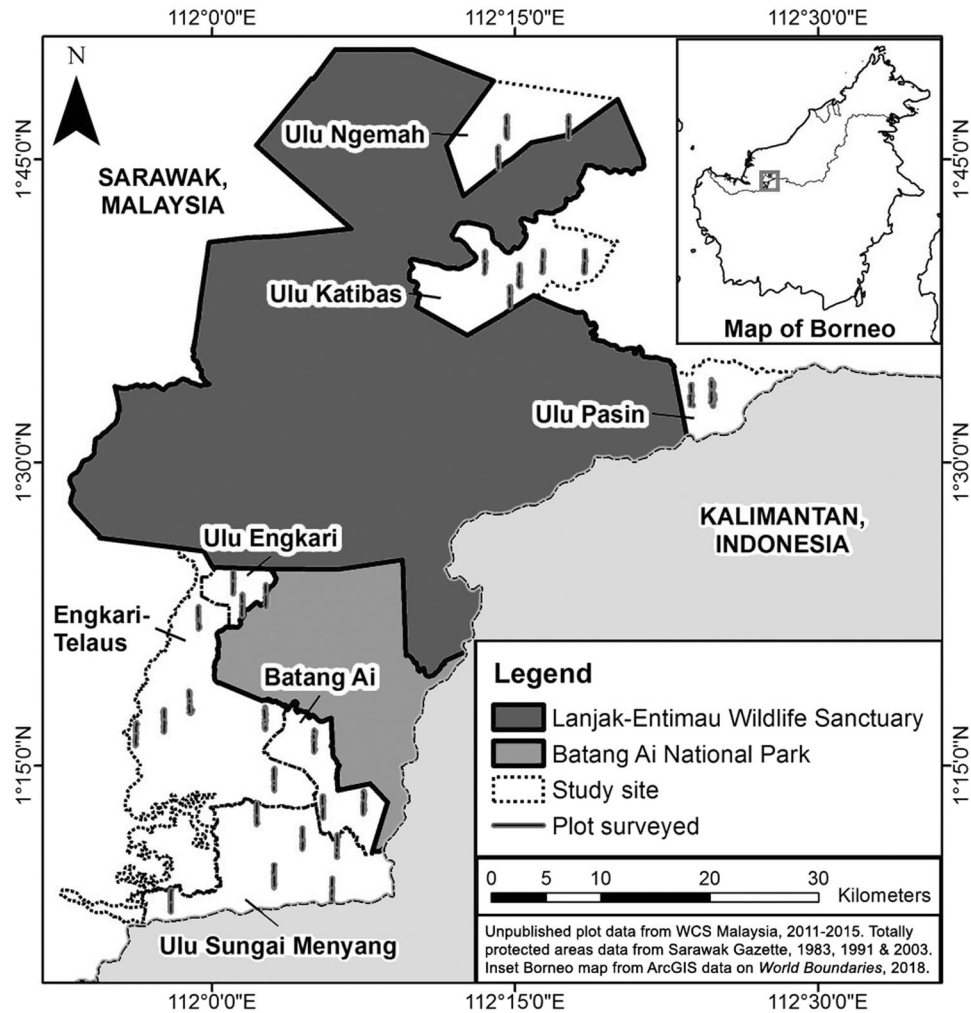 112°0'0"E
112°15'0"E
112°30'0"E
N
Ulu Ngemah
1°45'0"N
1°45'0"N
SARAWAK,
MALAYSIA
Map of Borneo
Ulu Katibas
Ulu Pasin
1°30'0"N
1°30'0"N
KALIMANTAN,
INDONESIA
Ulu Engkari
Engkari-
Telaus
Batang Ai
1°15'0"N
1°15'0"N
Ulu Sungai Menyang
Legend
Lanjak-Entimau Wildlife Sanctuary
Batang Ai National Park
Study site
Plot surveyed
0 5 10 20 30
Kilometers
Unpublished plot data from WCS Malaysia, 2011-2015. Totally
protected areas data from Sarawak Gazette, 1983, 1991 & 2003.
Inset Borneo map from ArcGIS data on World Boundaries, 2018.
112°0'0"E
112°15'0"E
112°30'0"E